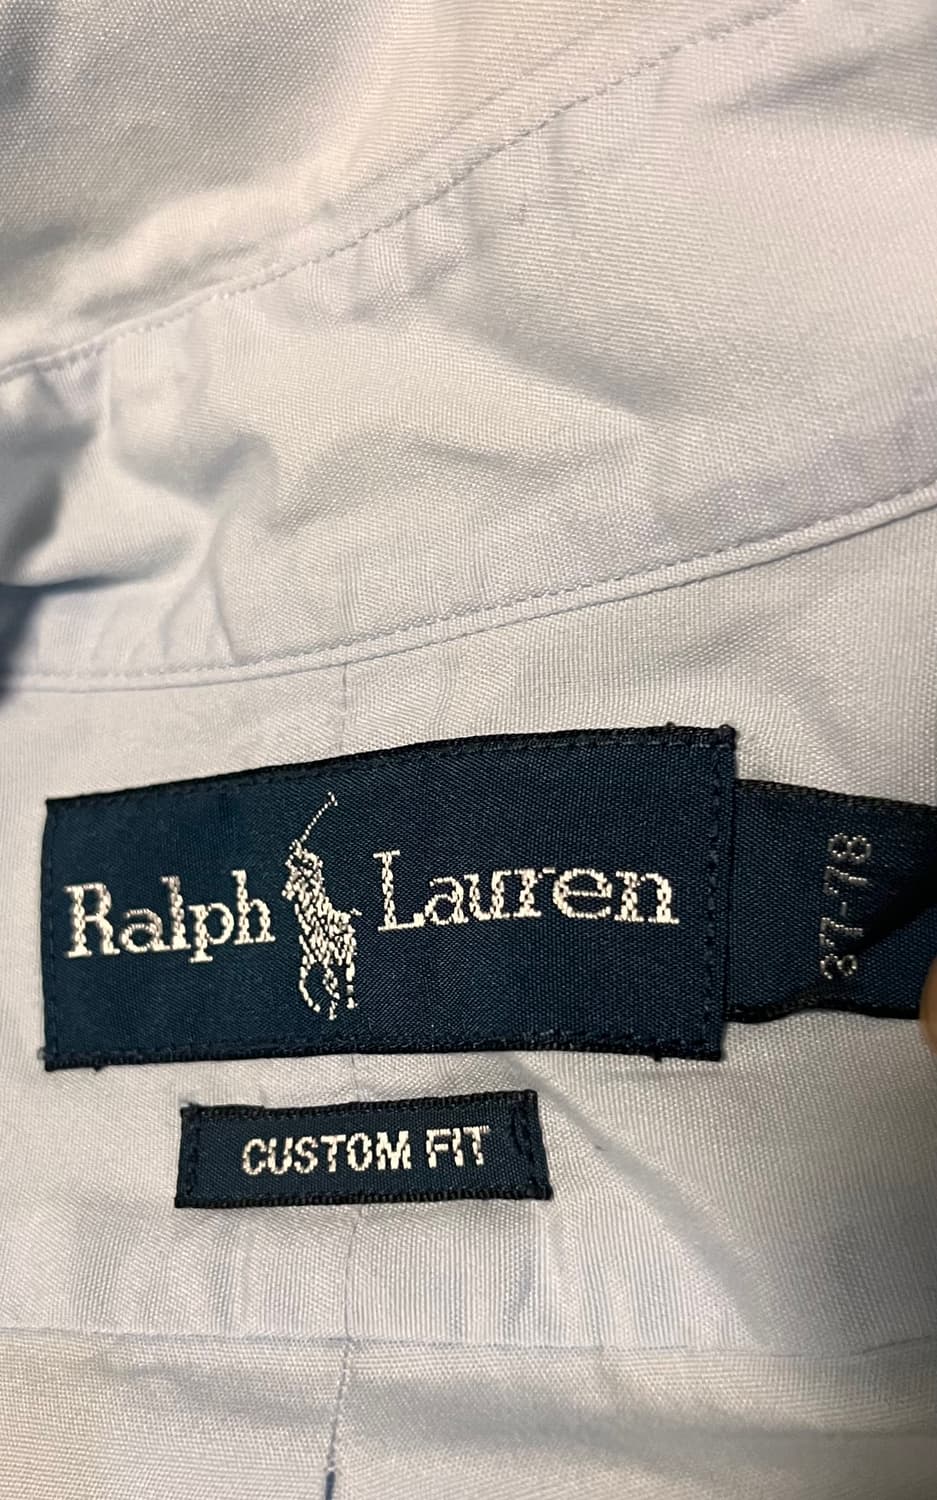 Ralph Lauren
37-78
CUSTOM FIT